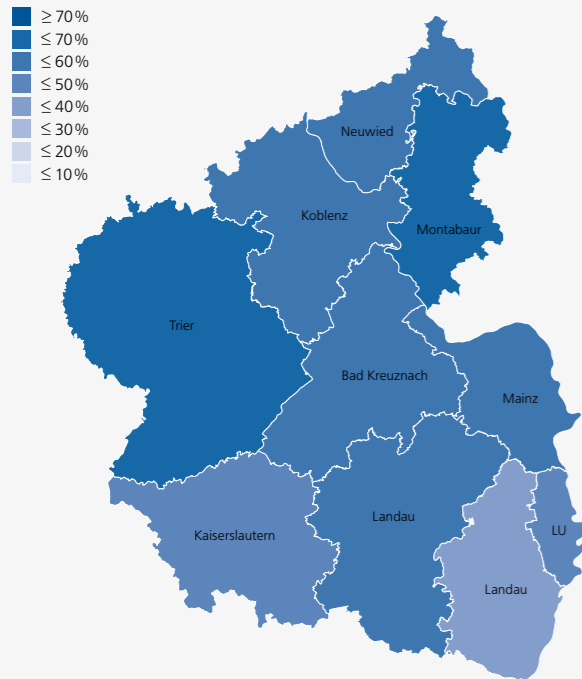 ≥ 70 %
≤ 70 %
≤ 60 %
≤ 50 %
≤ 40 %
≤ 30 %
≤ 20 %
≤ 10 %
Neuwied
Koblenz
Montabaur
Trier
Bad Kreuznach
Mainz
Landau
LU
Kaiserslautern
Landau